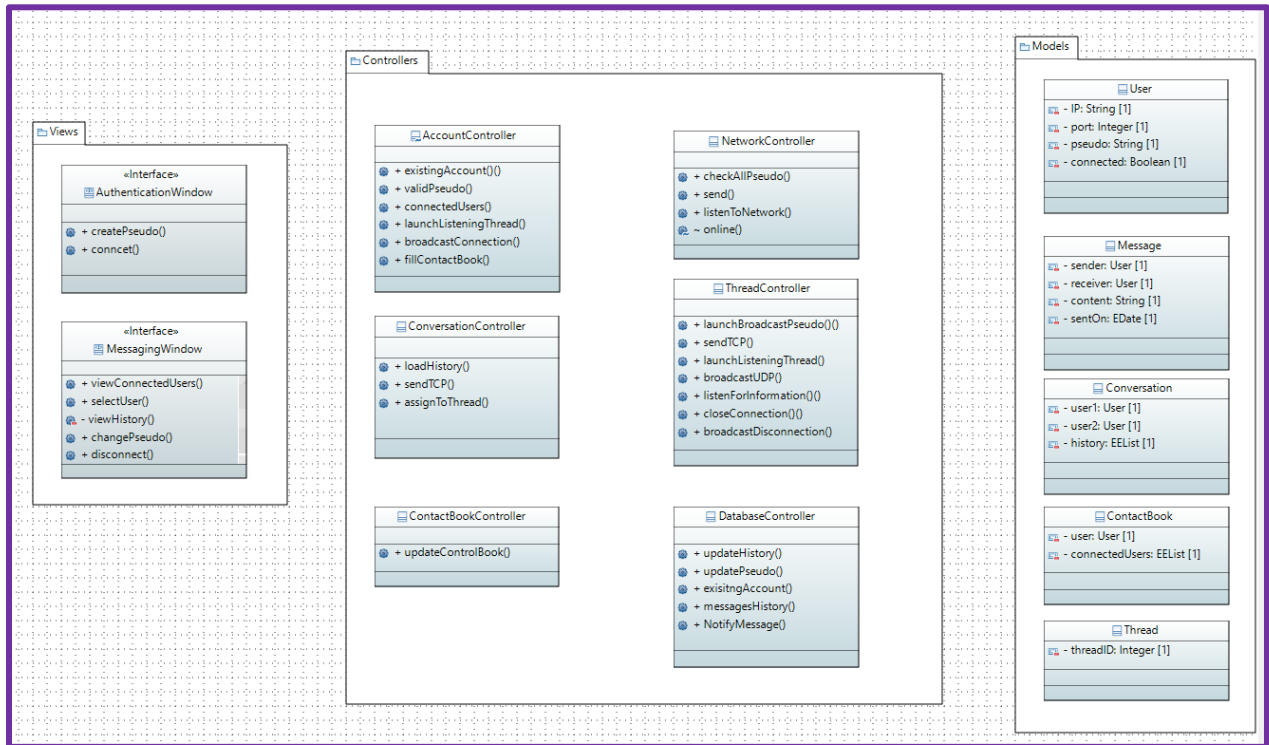 Views
«Interface»
AuthenticationWindow
+ createPseudo()
+ conncet()
«Interface»
MessagingWindow
+ viewConnectedUsers()
+ selectUser()
- viewHistory()
+ changePseudo()
+ disconnect()
Controllers
AccountController
+ existingAccount()()
+ validPseudo()
+ connectedUsers()
+ launchListeningThread()
+ broadcastConnection()
+ fillContactBook()
ConversationController
+ loadHistory()
+ sendTCP()
+ assignToThread()
ContactBookController
+ updateControlBook()
NetworkController
+ checkAllPseudo()
+ send()
+ listenToNetwork()
~ online()
ThreadController
+ launchBroadcastPseudo()()
+ sendTCP()
+ launchListeningThread()
+ broadcastUDP()
+ listenForInformation()()
+ closeConnection()()
+ broadcastDisconnection()
DatabaseController
+ updateHistory()
+ updatePseudo()
+ exisitngAccount()
+ messagesHistory()
+ NotifyMessage()
Models
User
- IP: String [1]
- port: Integer [1]
- pseudo: String [1]
- connected: Boolean [1]
Message
- sender: User [1]
- receiver: User [1]
- content: String [1]
- sentOn: EDate [1]
Conversation
- user1: User [1]
- user2: User [1]
- history: EEList [1]
ContactBook
- user: User [1]
- connectedUsers: EEList [1]
Thread
- threadID: Integer [1]